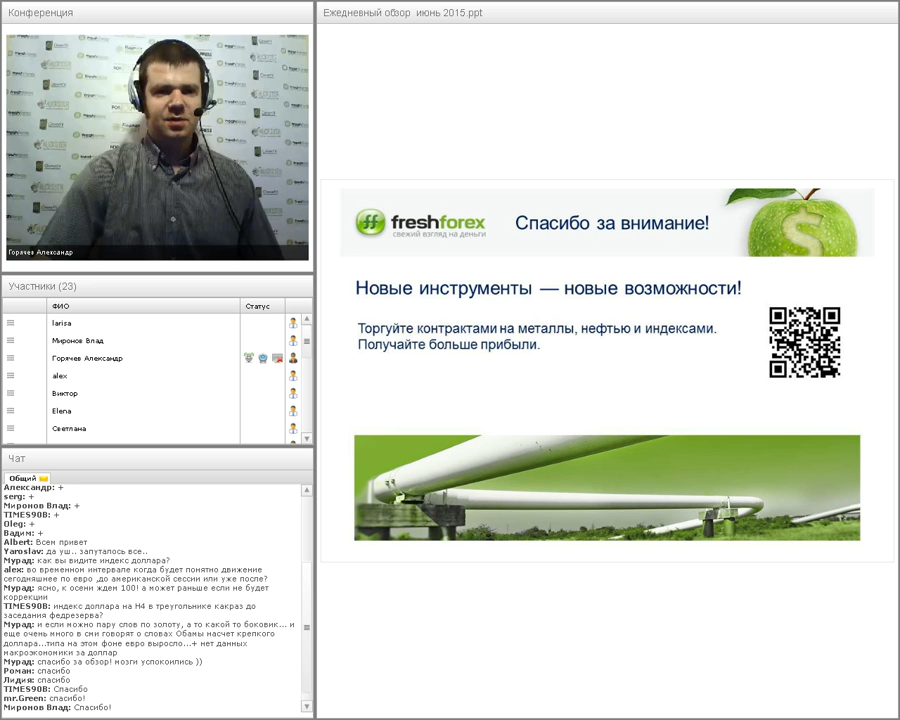 Конференция
Горячев Александр
Участники (23)
ФИО
Статус
larisa
Миронов Влад
Горячев Александр
alex
Виктор
Elena
Светлана
Чат
Общий
Александр: +
serg: +
Миронов Влад: +
TIMES90B: +
Oleg: +
Вадим: +
Albert: Всем привет
Yaroslav: да уш.. запуталось все..
Мурад: как вы видите индекс доллара?
alex: во временном интервале когда будет понятно движение
сегодняшнее по евро ,до американской сессии или уже после?
Мурад: ясно, к осени ждем 100! а может раньше если не будет
коррекции
TIMES90B: индекс доллара на H4 в треугольнике какраз до
заседания федрезерва?
Мурад: и если можно пару слов по золоту, а то какой то боковик... и
еще очень много в сми говорят о словах Обамы насчет крепкого
доллара...типа на этом фоне евро выросло...+ нет данных
макроэкономики за доллар
Мурад: спасибо за обзор! мозги успокоились ))
Роман: спасибо
Лидия: спасибо
TIMES90B: Спасибо
mr.Green: спасибо!
Миронов Влад: Спасибо!
Ежедневный обзор июнь 2015.ppt
freshforex
свежий взгляд на деньги
Спасибо за внимание!
Новые инструменты — новые возможности!
Торгуйте контрактами на металлы, нефтью и индексами.
Получайте больше прибыли.